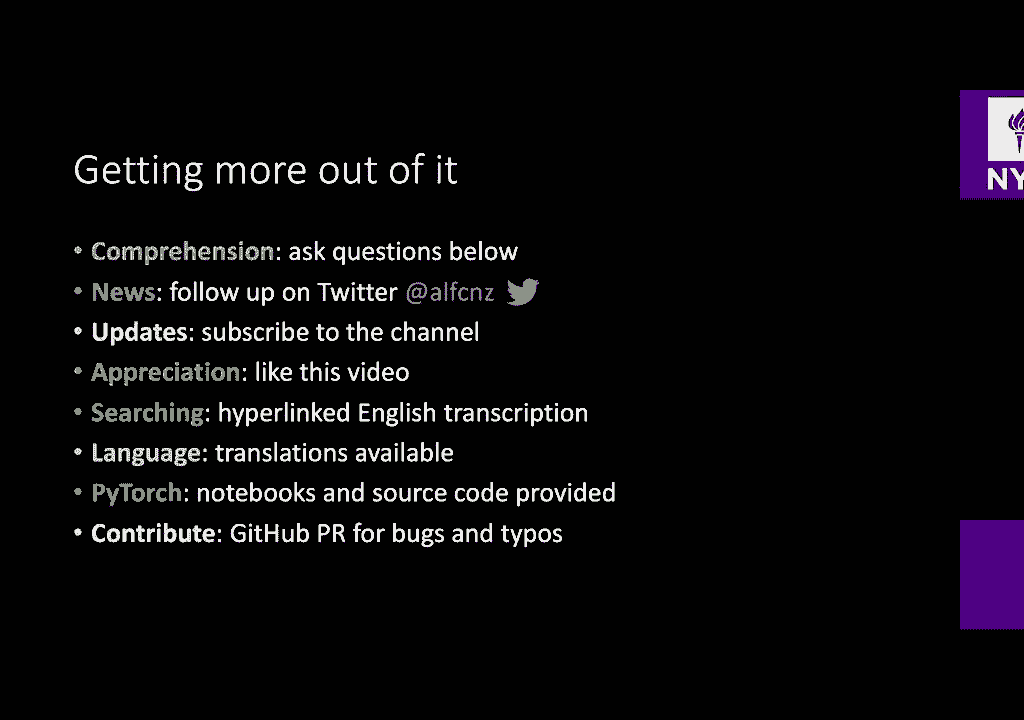 Getting more out of it
• Comprehension: ask questions below
• News: follow up on Twitter @alfcnz
• Updates: subscribe to the channel
• Appreciation: like this video
• Searching: hyperlinked English transcription
• Language: translations available
• PyTorch: notebooks and source code provided
• Contribute: GitHub PR for bugs and typos
NY